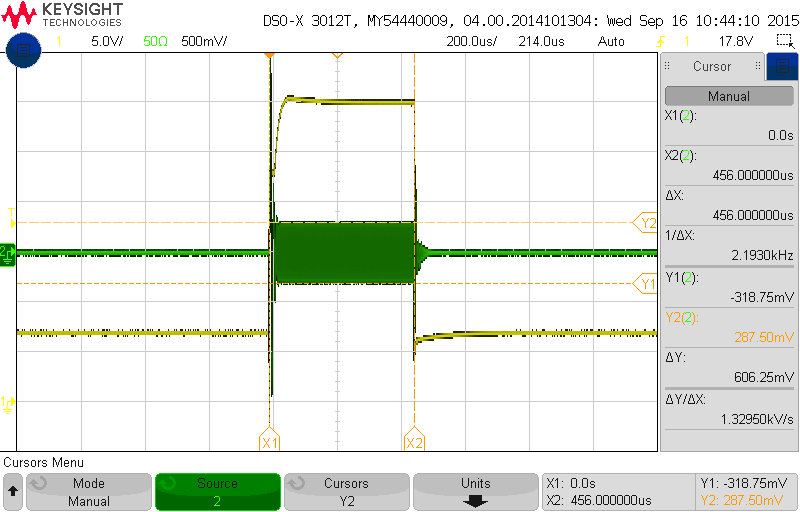 KEYSIGHT
TECHNOLOGIES
DSO-X 3012T, MY54440009, 04.00.2014101304: Wed Sep 16 10:44:10 2015
1 5.0V/ 50Ω 500mV/ 200.0us/ 214.0us Auto 1 17.8V
T
2
1
Y2
Y1
X1
X2
Cursor
Manual
X1(2):
0.0s
X2(2):
456.000000us
ΔX:
456.000000us
1/ΔX:
2.1930kHz
Y1(2):
-318.75mV
Y2(2):
287.50mV
ΔY:
606.25mV
ΔY/ΔX:
1.32950kV/s
Cursors Menu
Mode
Manual
Source
2
Cursors
Y2
Units
X1: 0.0s
X2: 456.000000us
Y1: -318.75mV
Y2: 287.50mV